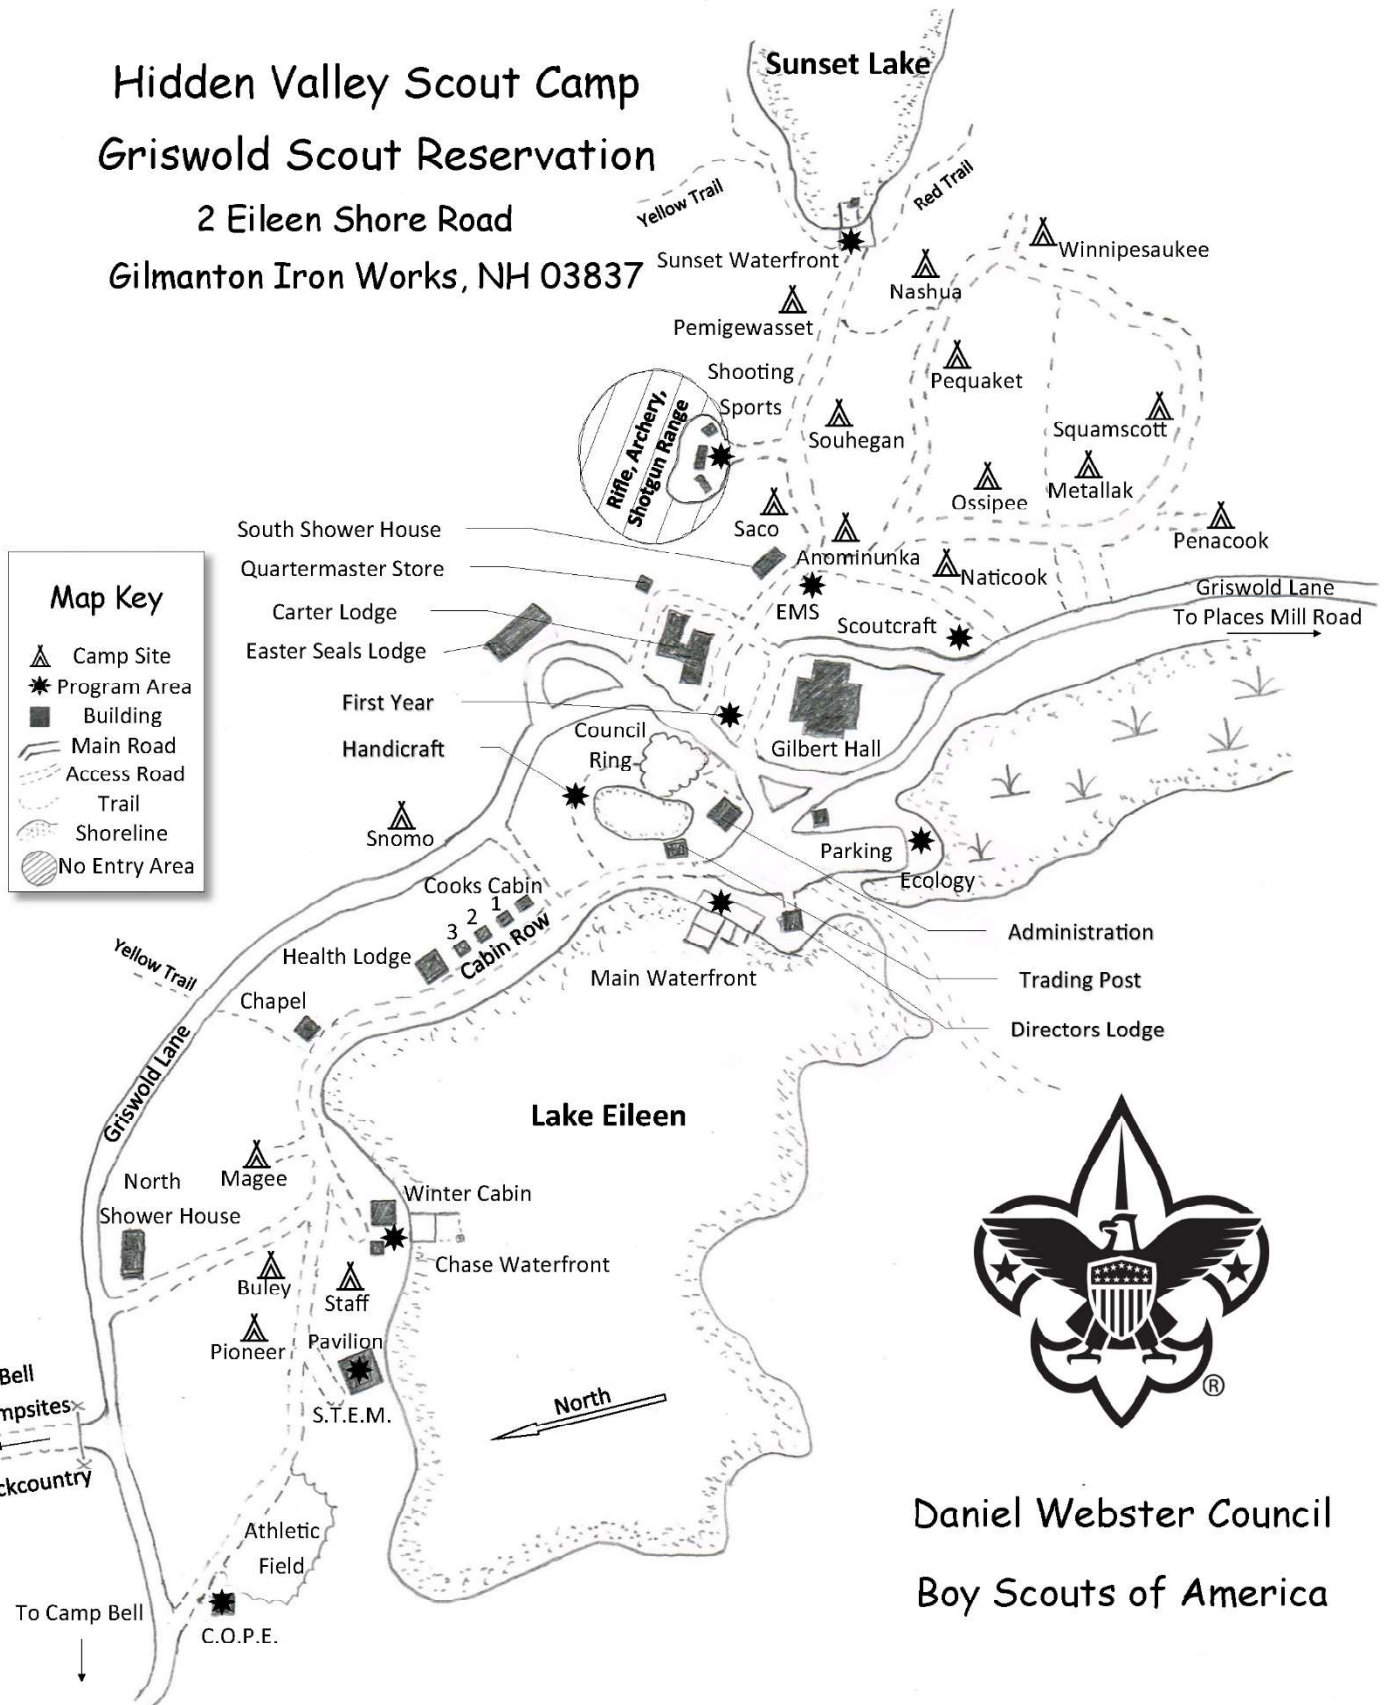 Hidden Valley Scout Camp
Griswold Scout Reservation
2 Eileen Shore Road
Gilmanton Iron Works, NH 03837
Sunset Lake
Yellow Trail
Red Trail
Sunset Waterfront
Winnipesaukee
Nashua
Pemigewasset
Shooting
Sports
Pequaket
Rifle, Archery,
Shotgun Range
Souhegan
Squamscott
Metallak
Ossipee
Saco
Anominunka
Penacook
Naticook
South Shower House
Quartermaster Store
Carter Lodge
Easter Seals Lodge
First Year
Handicraft
EMS
Scoutcraft
Griswold Lane
To Places Mill Road
Map Key
Camp Site
Program Area
Building
Main Road
Access Road
Trail
Shoreline
No Entry Area
Council
Ring
Gilbert Hall
Snomo
Parking
Ecology
Cooks Cabin
1
2
3
Cabin Row
Health Lodge
Main Waterfront
Administration
Trading Post
Directors Lodge
Yellow Trail
Chapel
Griswold Lane
Lake Eileen
Magee
North
Shower House
Winter Cabin
Chase Waterfront
Buley
Staff
Pioneer
Pavilion
S.T.E.M.
North
Bell
mpsites
ckcountry
Athletic
Field
To Camp Bell
C.O.P.E.
®
Daniel Webster Council
Boy Scouts of America